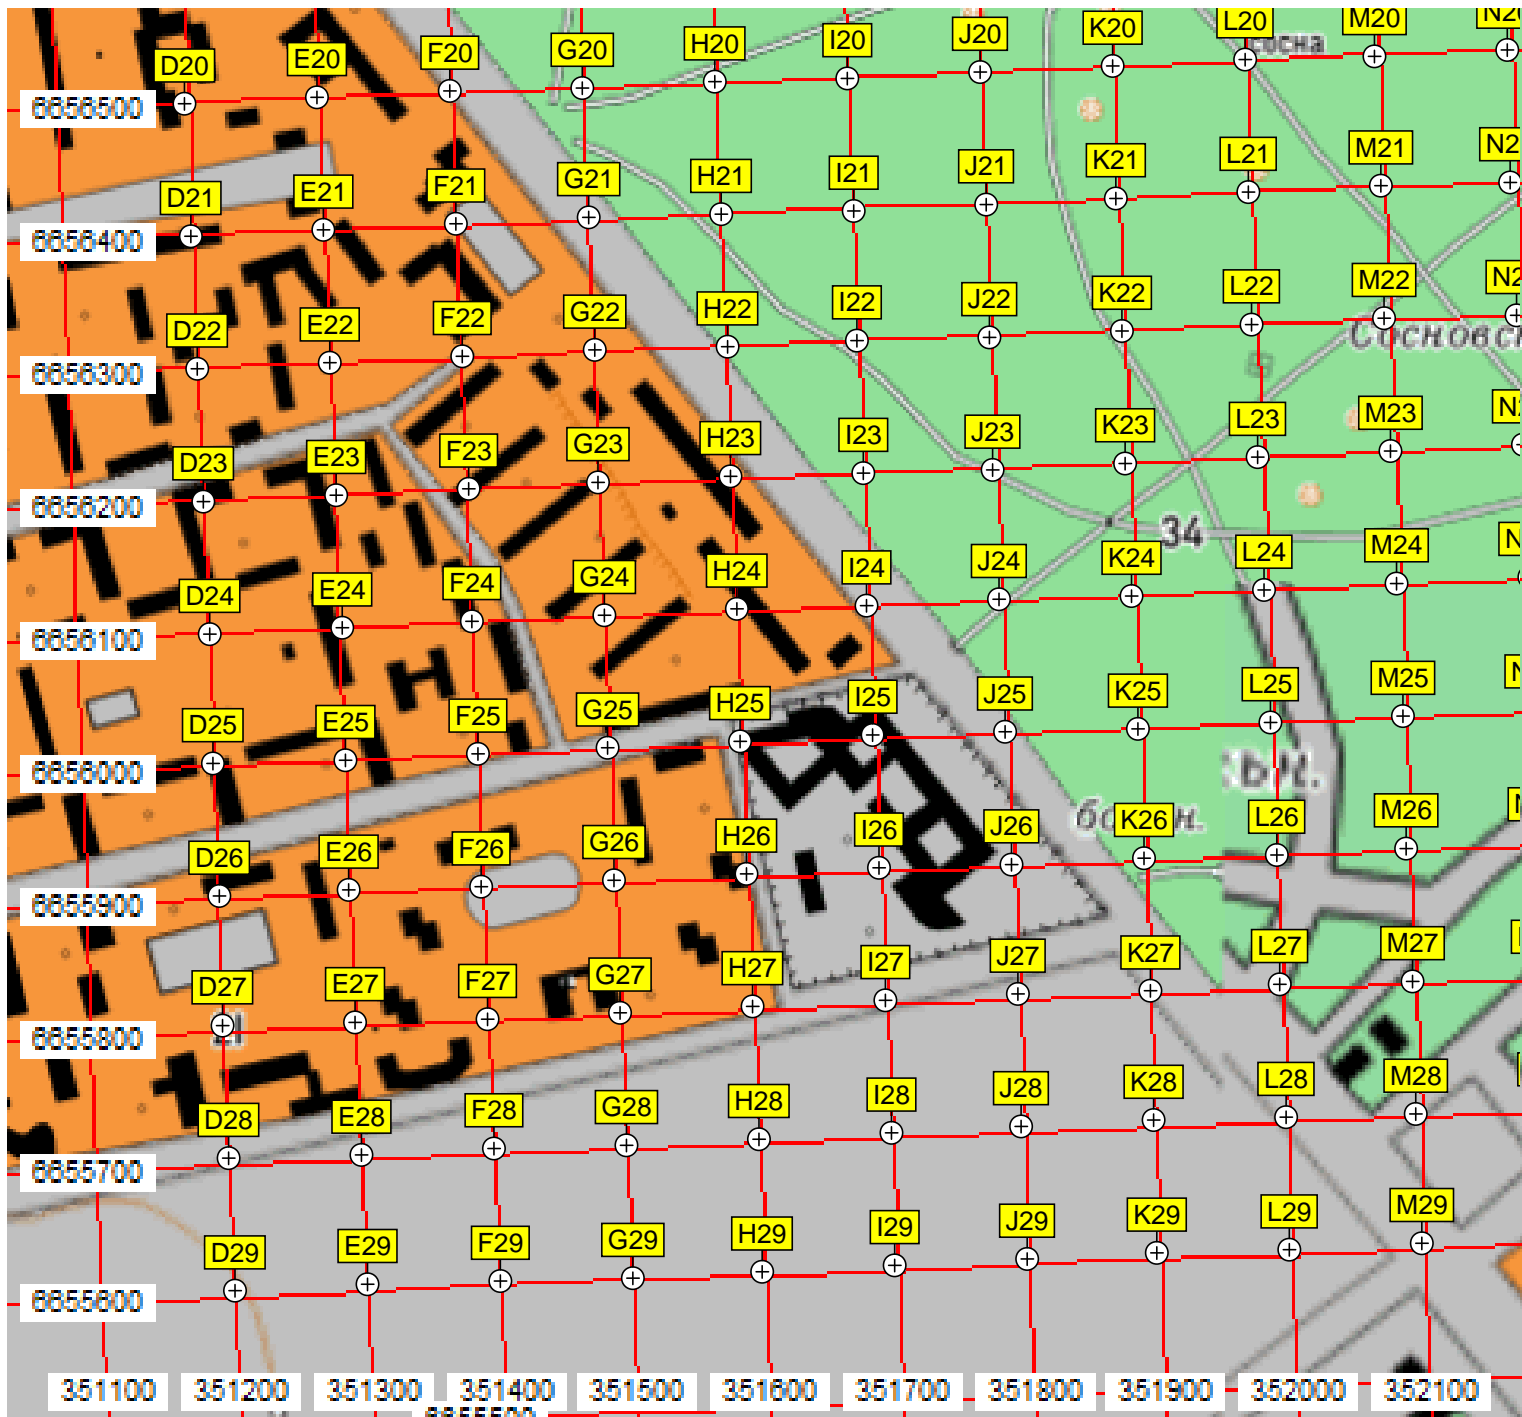 D20 E20 F20 G20 H20 I20 J20 K20 L20 M20
сосна
6656500
D21 E21 F21 G21 H21 I21 J21 K21 L21 M21
6656400
D22 E22 F22 G22 H22 I22 J22 K22 L22 M22
6656300
D23 E23 F23 G23 H23 I23 J23 K23 L23 M23
6656200
34
D24 E24 F24 G24 H24 I24 J24 K24 L24 M24
6656100
D25 E25 F25 G25 H25 I25 J25 K25 L25 M25
6656000
D26 E26 F26 G26 H26 I26 J26 K26 L26 M26
6655900
D27 E27 F27 G27 H27 I27 J27 K27 L27 M27
6655800
D28 E28 F28 G28 H28 I28 J28 K28 L28 M28
6655700
D29 E29 F29 G29 H29 I29 J29 K29 L29 M29
6655600
351100 351200 351300 351400 351500 351600 351700 351800 351900 352000 352100
6655500